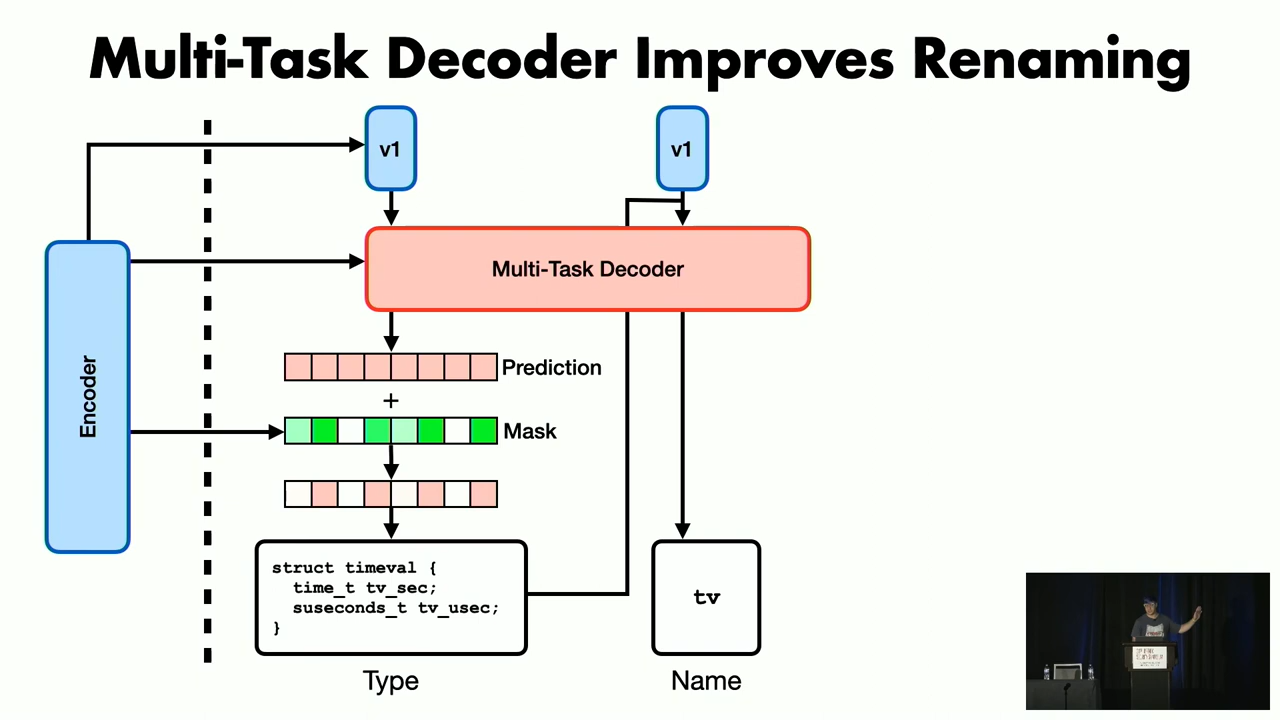 Multi-Task Decoder Improves Renaming
v1
v1
Multi-Task Decoder
Encoder
Prediction
+
Mask
struct timeval {
time_t tv_sec;
suseconds_t tv_usec;
}
tv
Type
Name